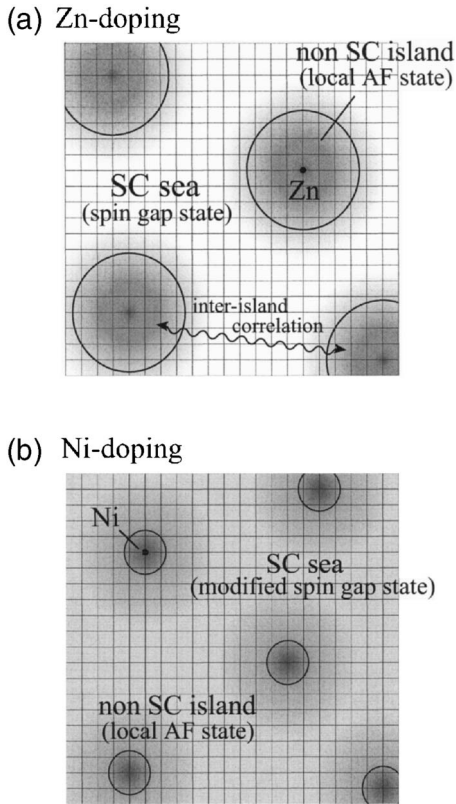 (a) Zn-doping
non SC island
(local AF state)
SC sea
(spin gap state)
Zn
inter-island
correlation
(b) Ni-doping
Ni
SC sea
(modified spin gap state)
non SC island
(local AF state)